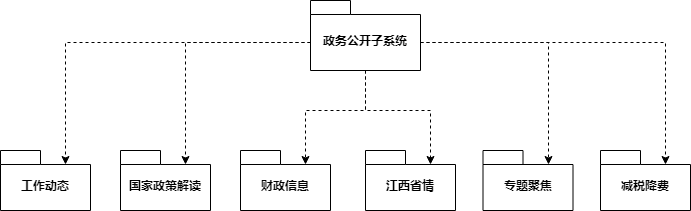 政务公开子系统
工作动态
国家政策解读
财政信息
江西省情
专题聚焦
减税降费